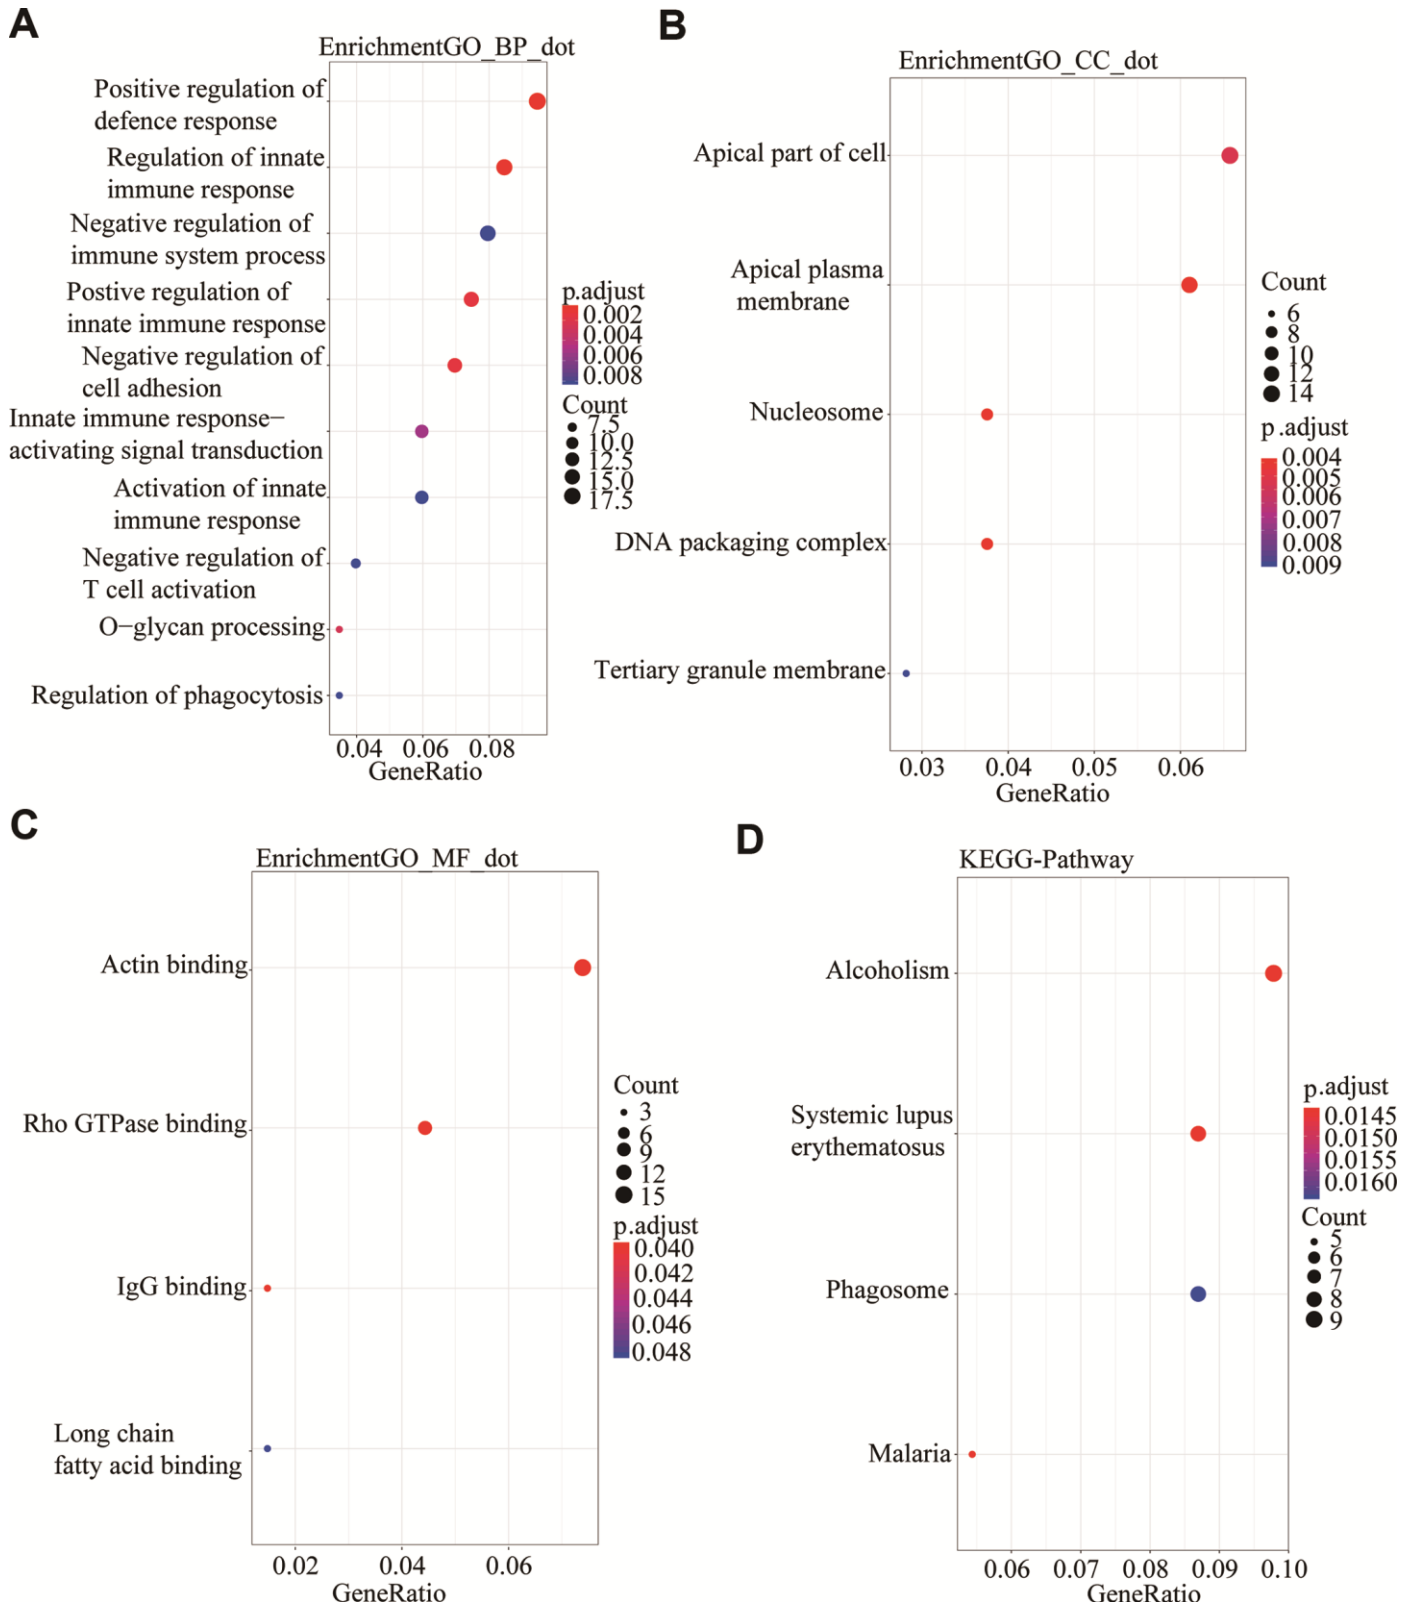 A
EnrichmentGO_BP_dot
Positive regulation of
defence response
Regulation of innate
immune response
Negative regulation of
immune system process
Postive regulation of
innate immune response
Negative regulation of
cell adhesion
Innate immune response−
activating signal transduction
Activation of innate
immune response
Negative regulation of
T cell activation
O−glycan processing
Regulation of phagocytosis
0.04 0.06 0.08
GeneRatio
p.adjust
0.002
0.004
0.006
0.008
Count
7.5
10.0
12.5
15.0
17.5
B
EnrichmentGO_CC_dot
Apical part of cell
Apical plasma
membrane
Nucleosome
DNA packaging complex
Tertiary granule membrane
0.03 0.04 0.05 0.06
GeneRatio
Count
6
8
10
12
14
p.adjust
0.004
0.005
0.006
0.007
0.008
0.009
C
EnrichmentGO_MF_dot
Actin binding
Rho GTPase binding
IgG binding
Long chain
fatty acid binding
0.02 0.04 0.06
GeneRatio
Count
3
6
9
12
15
p.adjust
0.040
0.042
0.044
0.046
0.048
D
KEGG-Pathway
Alcoholism
Systemic lupus
erythematosus
Phagosome
Malaria
0.06 0.07 0.08 0.09 0.10
GeneRatio
p.adjust
0.0145
0.0150
0.0155
0.0160
Count
5
6
7
8
9